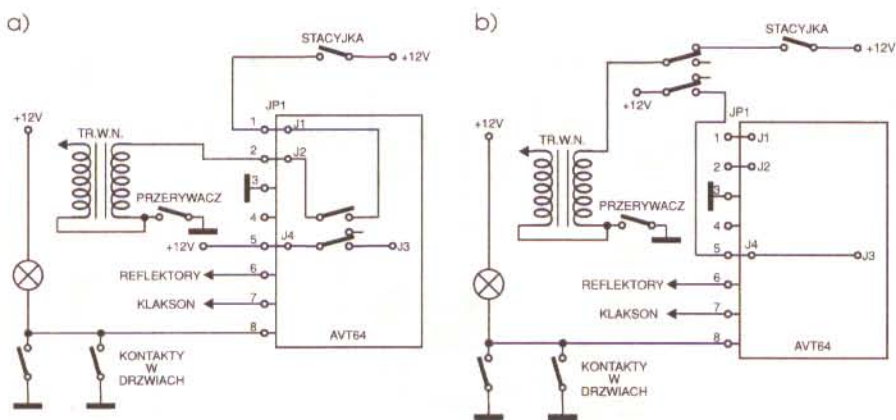 a)
STACYJKA
+12V
JP1
+12V
TR.W.N.
1
J1
2
J2
3
PRZERYWACZ
4
+12V
5
J4
J3
REFLEKTORY
6
KLAKSON
7
8
AVT64
KONTAKTY
W
DRZWIACH
b)
STACYJKA
+12V
+12V
JP1
+12V
TR.W.N.
1
J1
2
J2
3
PRZERYWACZ
4
5
J4
J3
REFLEKTORY
6
KLAKSON
7
8
AVT64
KONTAKTY
W
DRZWIACH